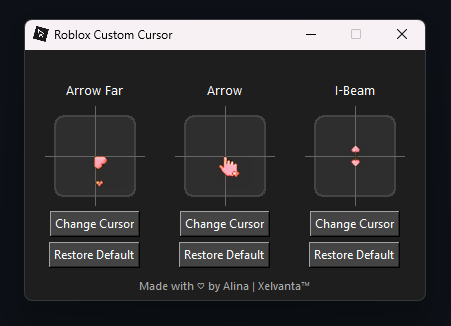 Roblox Custom Cursor
Arrow Far Arrow I-Beam
Change Cursor Change Cursor Change Cursor
Restore Default Restore Default Restore Default
Made with ♡ by Alina | Xelvanta™